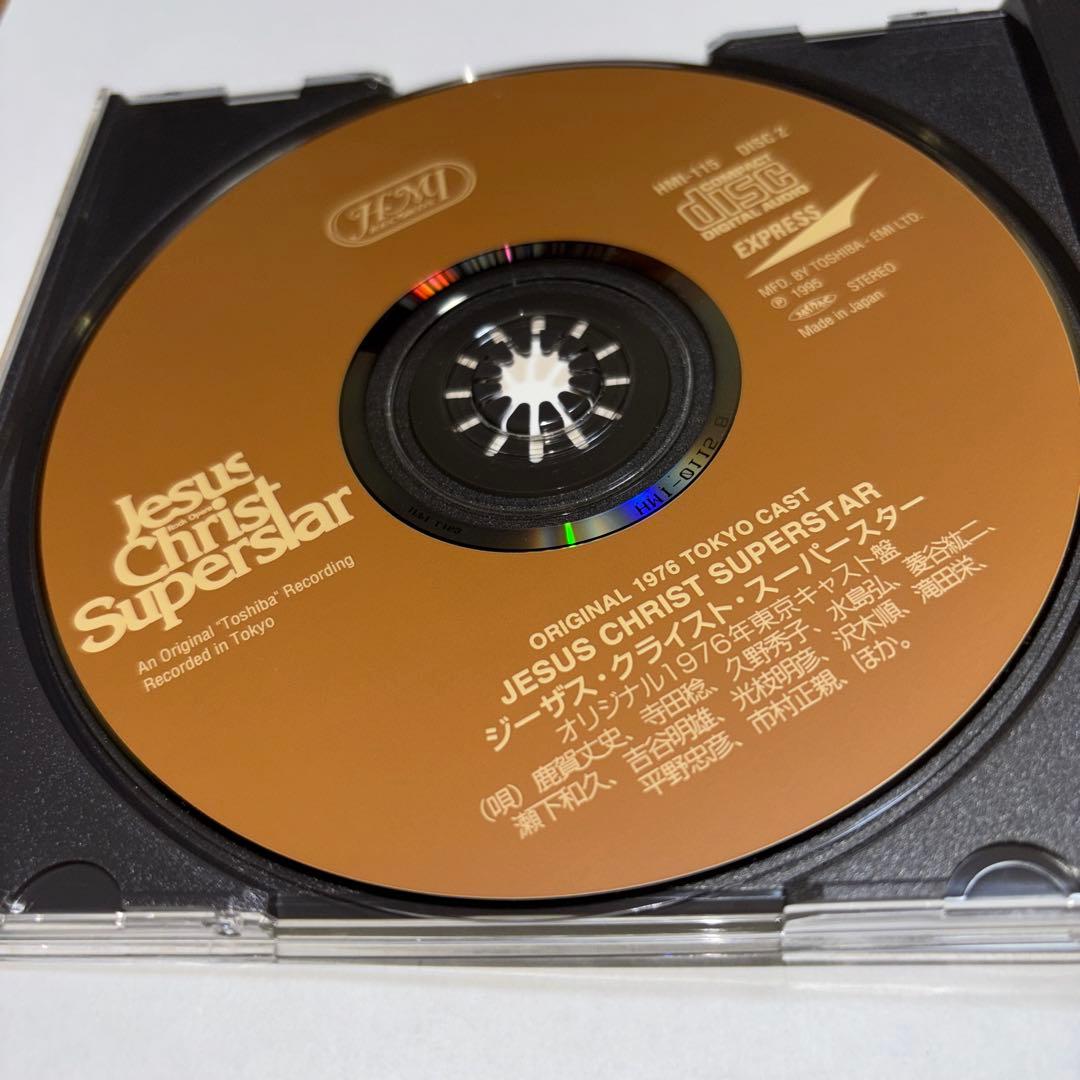 HMI
HMI-115 DISC 2
COMPACT
disc
DIGITAL AUDIO
EXPRESS
MFD. BY TOSHIBA-EMI LTD.
℗ 1995
STEREO
Made in Japan
Jesus
Rock Opera
Christ
Superstar
An Original "Toshiba" Recording
Recorded in Tokyo
ORIGINAL 1976 TOKYO CAST
JESUS CHRIST SUPERSTAR
ジーザス・クライスト・スーパースター
オリジナル1976年東京キャスト盤
(唄) 鹿賀丈史、寺田稔、久野秀子、水島弘、菱谷紘二、
瀬下和久、吉谷明雄、光枝明彦、沢木順、滝田栄、
平野忠彦、市村正親、ほか。
HMI-0115 B